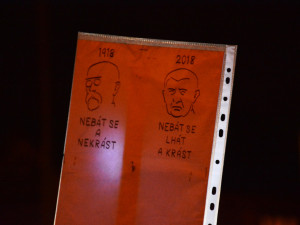 1918
NEBÁT SE
A
NEKRÁST
2018
NEBÁT SE
LHÁT
A KRÁST